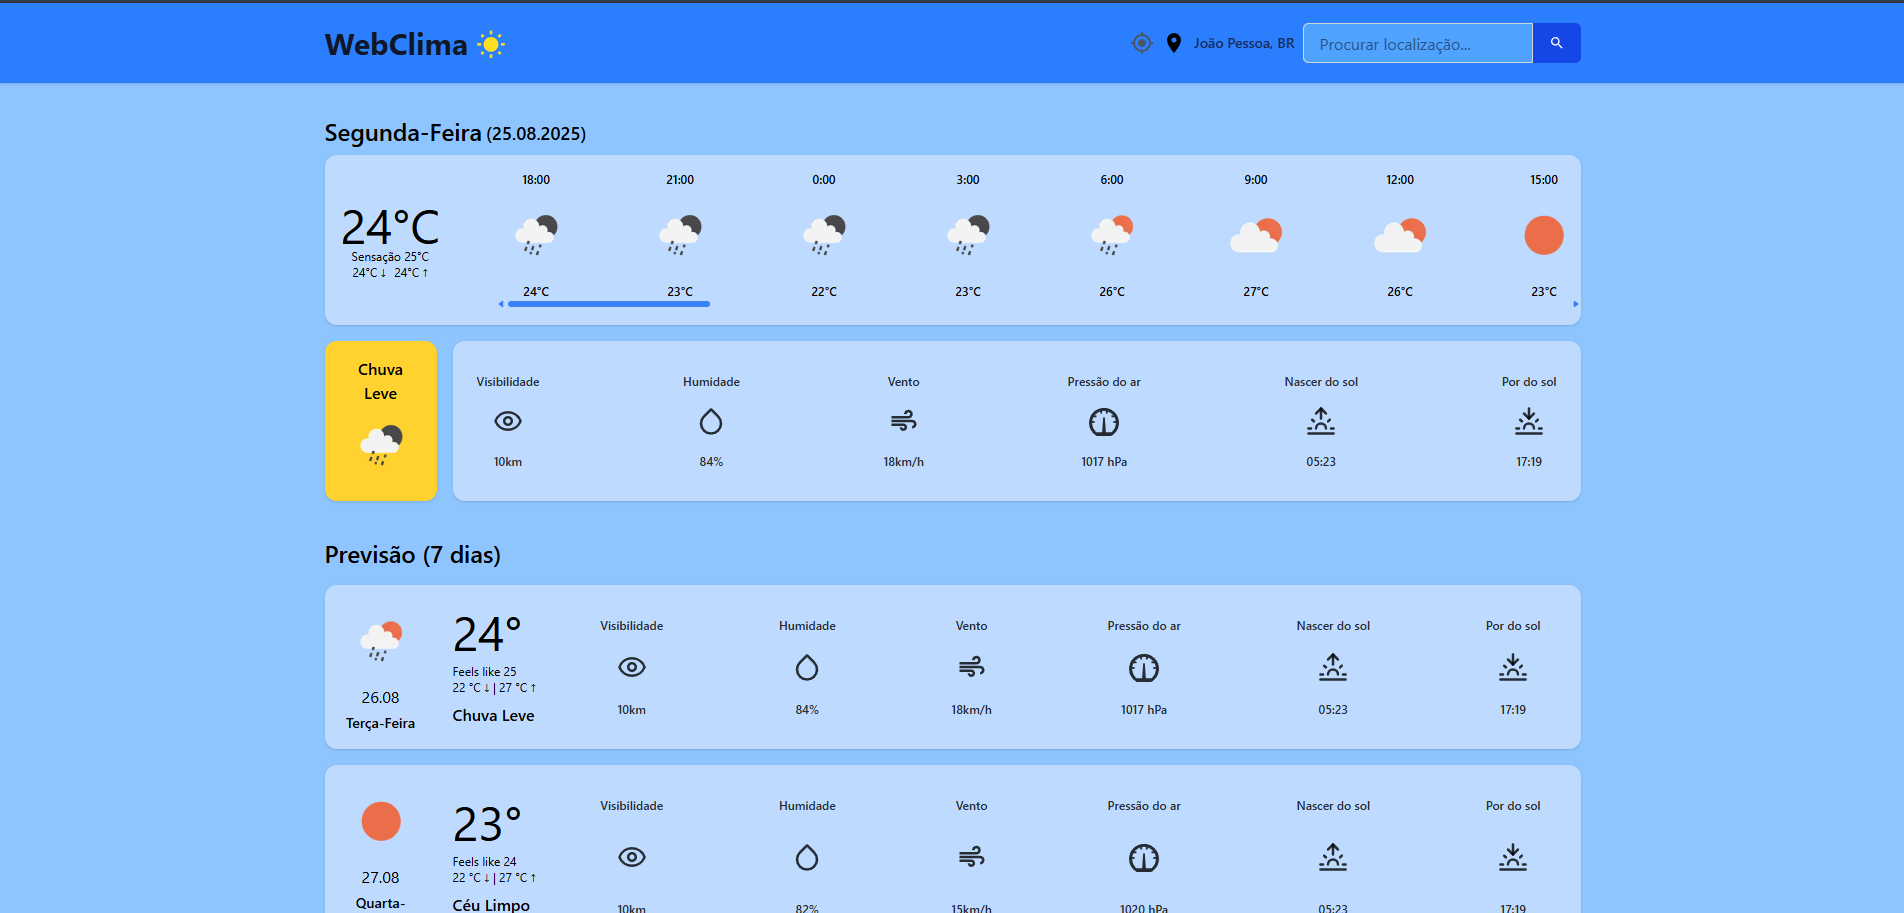 WebClima
João Pessoa, BR
Procurar localização...
Segunda-Feira (25.08.2025)
18:00 21:00 0:00 3:00 6:00 9:00 12:00 15:00
24°C
Sensação 25°C
24°C↓ 24°C↑
24°C 23°C 22°C 23°C 26°C 27°C 26°C 23°C
Chuva
Leve
Visibilidade Humidade Vento Pressão do ar Nascer do sol Por do sol
10km 84% 18km/h 1017 hPa 05:23 17:19
Previsão (7 dias)
26.08
Terça-Feira
24°
Feels like 25
22 °C↓| 27 °C↑
Chuva Leve
Visibilidade Humidade Vento Pressão do ar Nascer do sol Por do sol
10km 84% 18km/h 1017 hPa 05:23 17:19
27.08
Quarta-
23°
Feels like 24
22 °C↓| 27 °C↑
Céu Limpo
Visibilidade Humidade Vento Pressão do ar Nascer do sol Por do sol
10km 82% 15km/h 1020 hPa 05:23 17:19